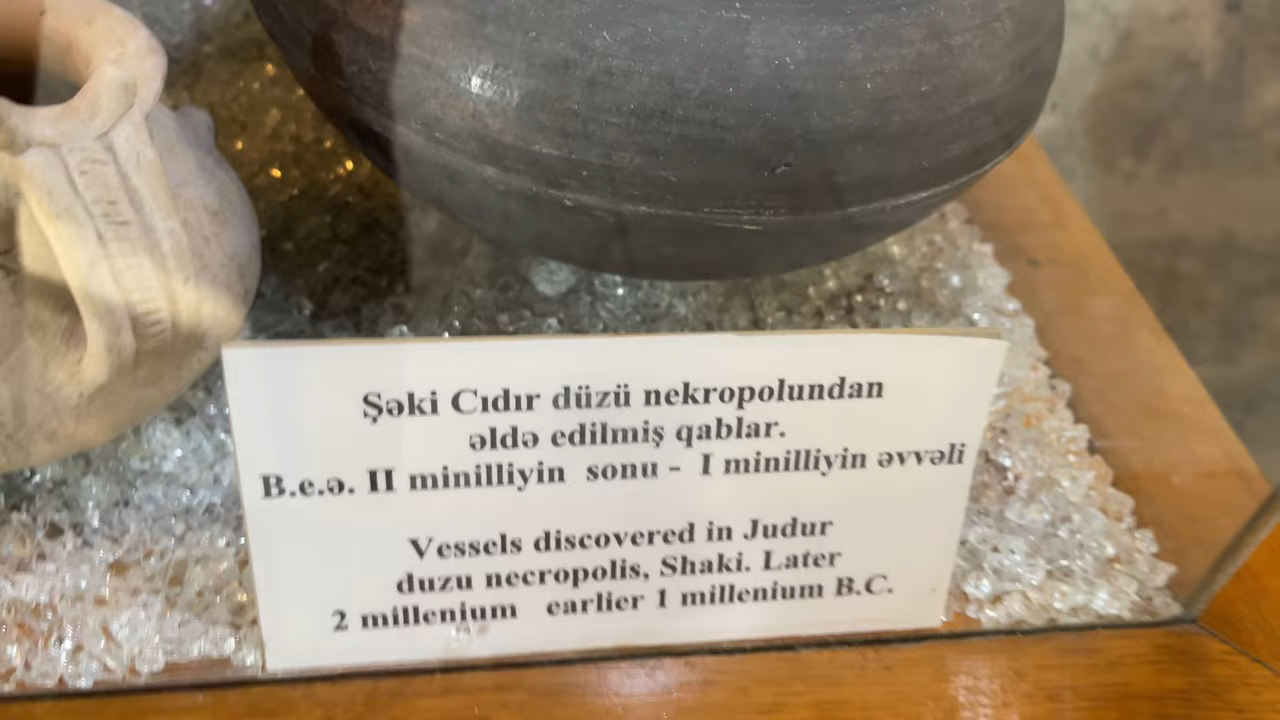 Şəki Cıdır düzü nekropolundan
əldə edilmiş qablar.
B.e.ə. II minilliyin sonu - I minilliyin əvvəli
Vessels discovered in Judur
duzu necropolis, Shaki. Later
2 millenium earlier 1 millenium B.C.